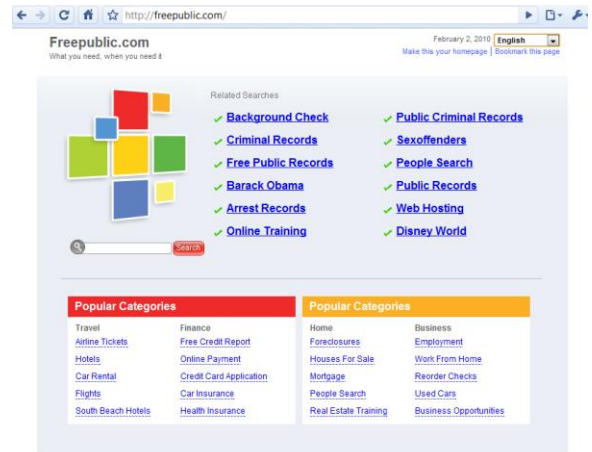 http://freepublic.com/
Freepublic.com
What you need, when you need it
February 2, 2010 English
Make this your homepage | Bookmark this page
Related Searches
Background Check
Public Criminal Records
Criminal Records
Sexoffenders
Free Public Records
People Search
Barack Obama
Public Records
Arrest Records
Web Hosting
Online Training
Disney World
Search
Popular Categories
Popular Categories
Travel Finance
Home Business
Airline Tickets Free Credit Report
Foreclosures Employment
Hotels Online Payment
Houses For Sale Work From Home
Car Rental Credit Card Application
Mortgage Reorder Checks
Flights Car Insurance
People Search Used Cars
South Beach Hotels Health Insurance
Real Estate Training Business Opportunities